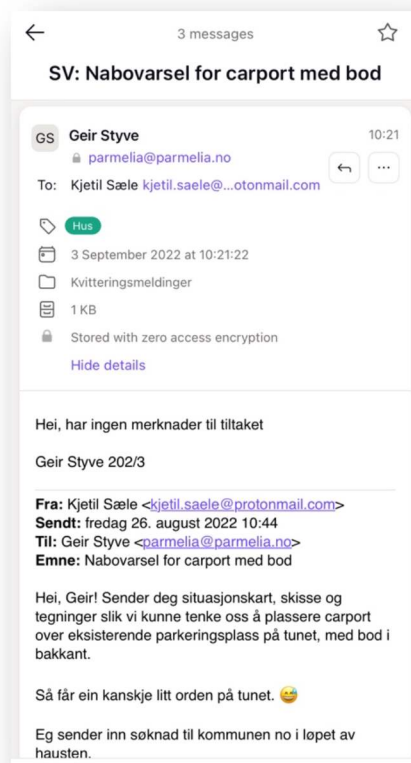 3 messages
SV: Nabovarsel for carport med bod
GS
Geir Styve
10:21
parmelia@parmelia.no
To: Kjetil Sæle kjetil.saele@...otonmail.com
Hus
3 September 2022 at 10:21:22
Kvitteringsmeldinger
1 KB
Stored with zero access encryption
Hide details
Hei, har ingen merknader til tiltaket
Geir Styve 202/3
Fra: Kjetil Sæle <kjetil.saele@protonmail.com>
Sendt: fredag 26. august 2022 10:44
Til: Geir Styve <parmelia@parmelia.no>
Emne: Nabovarsel for carport med bod
Hei, Geir! Sender deg situasjonskart, skisse og
tegninger slik vi kunne tenke oss å plassere carport
over eksisterende parkeringsplass på tunet, med bod i
bakkant.
Så får ein kanskje litt orden på tunet. 😅
Eg sender inn søknad til kommunen no i løpet av
hausten.